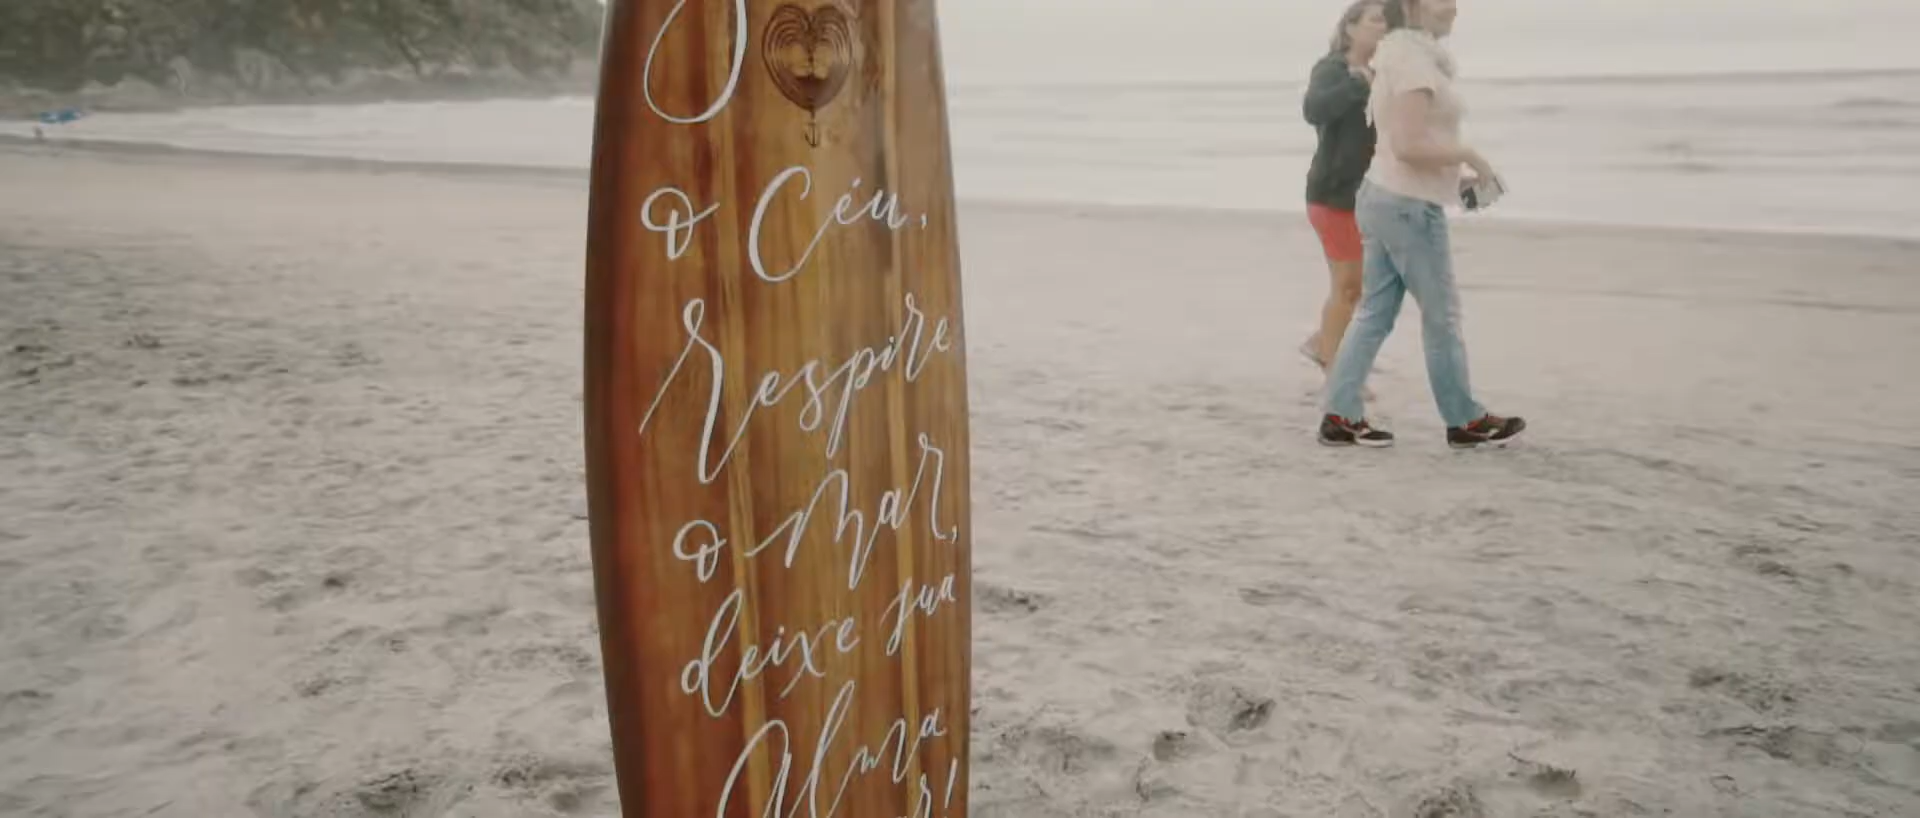 o Céu,
respire
o Mar,
deixe sua
Alma